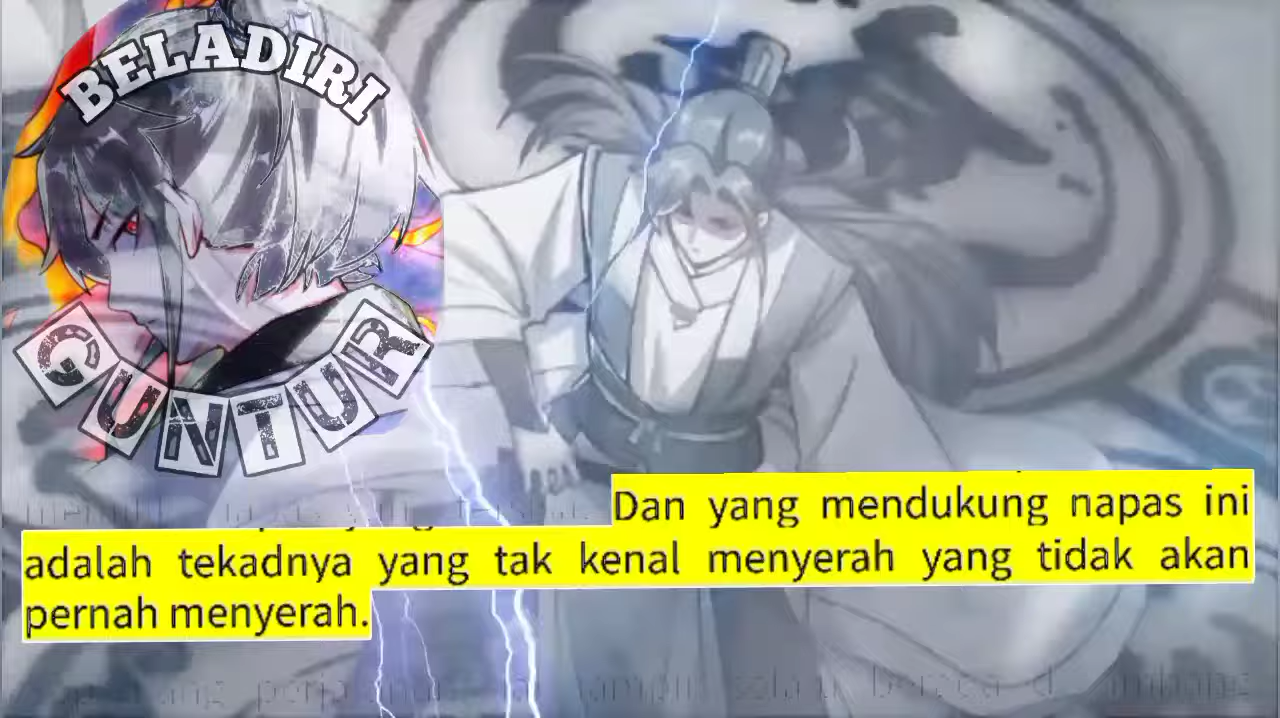 BELADIRI
GUNTUR
Dan yang mendukung napas ini
adalah tekadnya yang tak kenal menyerah yang tidak akan
pernah menyerah.